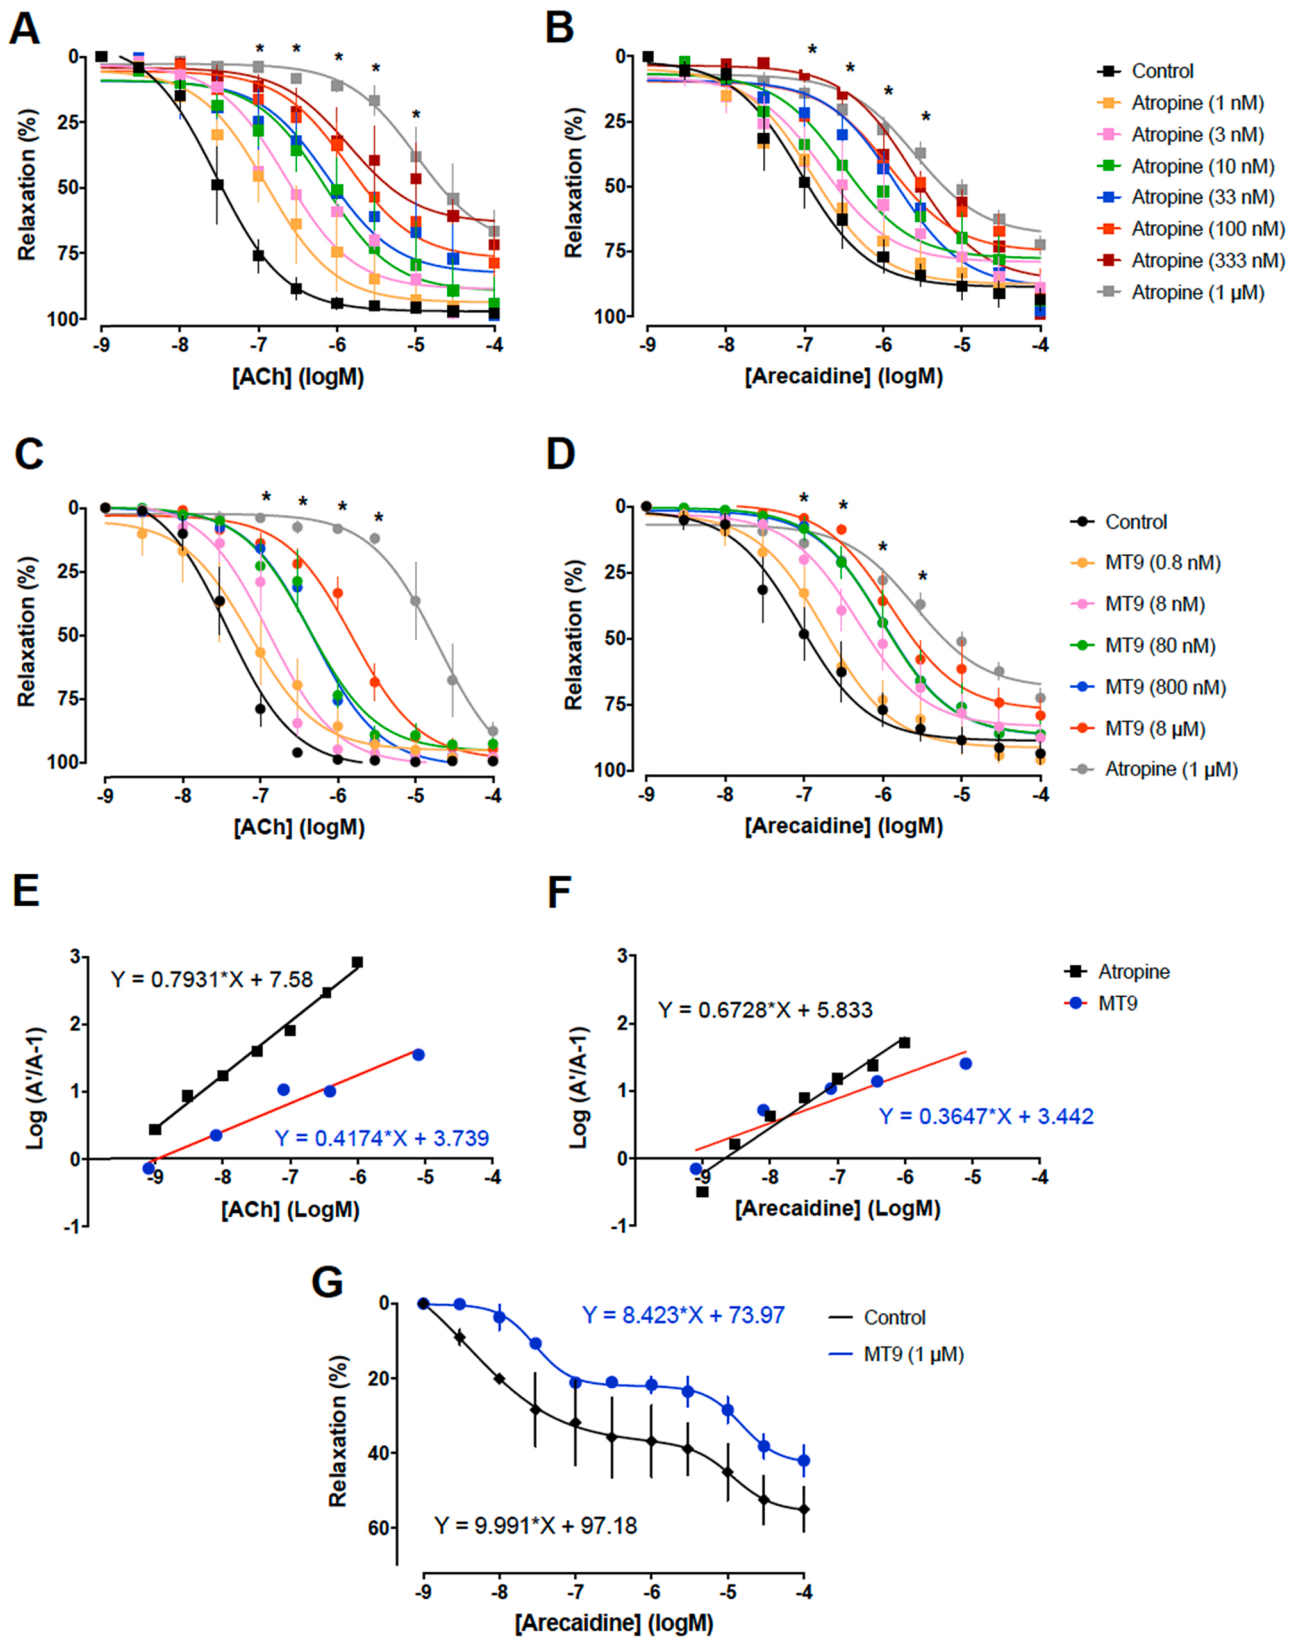 A
B
* * * * *
* * * *
0
25
50
75
100
Relaxation (%)
-9 -8 -7 -6 -5 -4
[ACh] (logM)
0
25
50
75
100
Relaxation (%)
-9 -8 -7 -6 -5 -4
[Arecaidine] (logM)
Control
Atropine (1 nM)
Atropine (3 nM)
Atropine (10 nM)
Atropine (33 nM)
Atropine (100 nM)
Atropine (333 nM)
Atropine (1 µM)
C
D
* * * *
* * * *
0
25
50
75
100
Relaxation (%)
-9 -8 -7 -6 -5 -4
[ACh] (logM)
0
25
50
75
100
Relaxation (%)
-9 -8 -7 -6 -5 -4
[Arecaidine] (logM)
Control
MT9 (0.8 nM)
MT9 (8 nM)
MT9 (80 nM)
MT9 (800 nM)
MT9 (8 µM)
Atropine (1 µM)
E
F
3
2
1
0
-1
Log (A'/A-1)
Y = 0.7931*X + 7.58
Y = 0.4174*X + 3.739
-9 -8 -7 -6 -5 -4
[ACh] (LogM)
3
2
1
0
-1
Log (A'/A-1)
Y = 0.6728*X + 5.833
Y = 0.3647*X + 3.442
-9 -8 -7 -6 -5 -4
[Arecaidine] (LogM)
Atropine
MT9
G
0
20
40
60
Relaxation (%)
Y = 8.423*X + 73.97
Y = 9.991*X + 97.18
-9 -8 -7 -6 -5 -4
[Arecaidine] (logM)
Control
MT9 (1 µM)